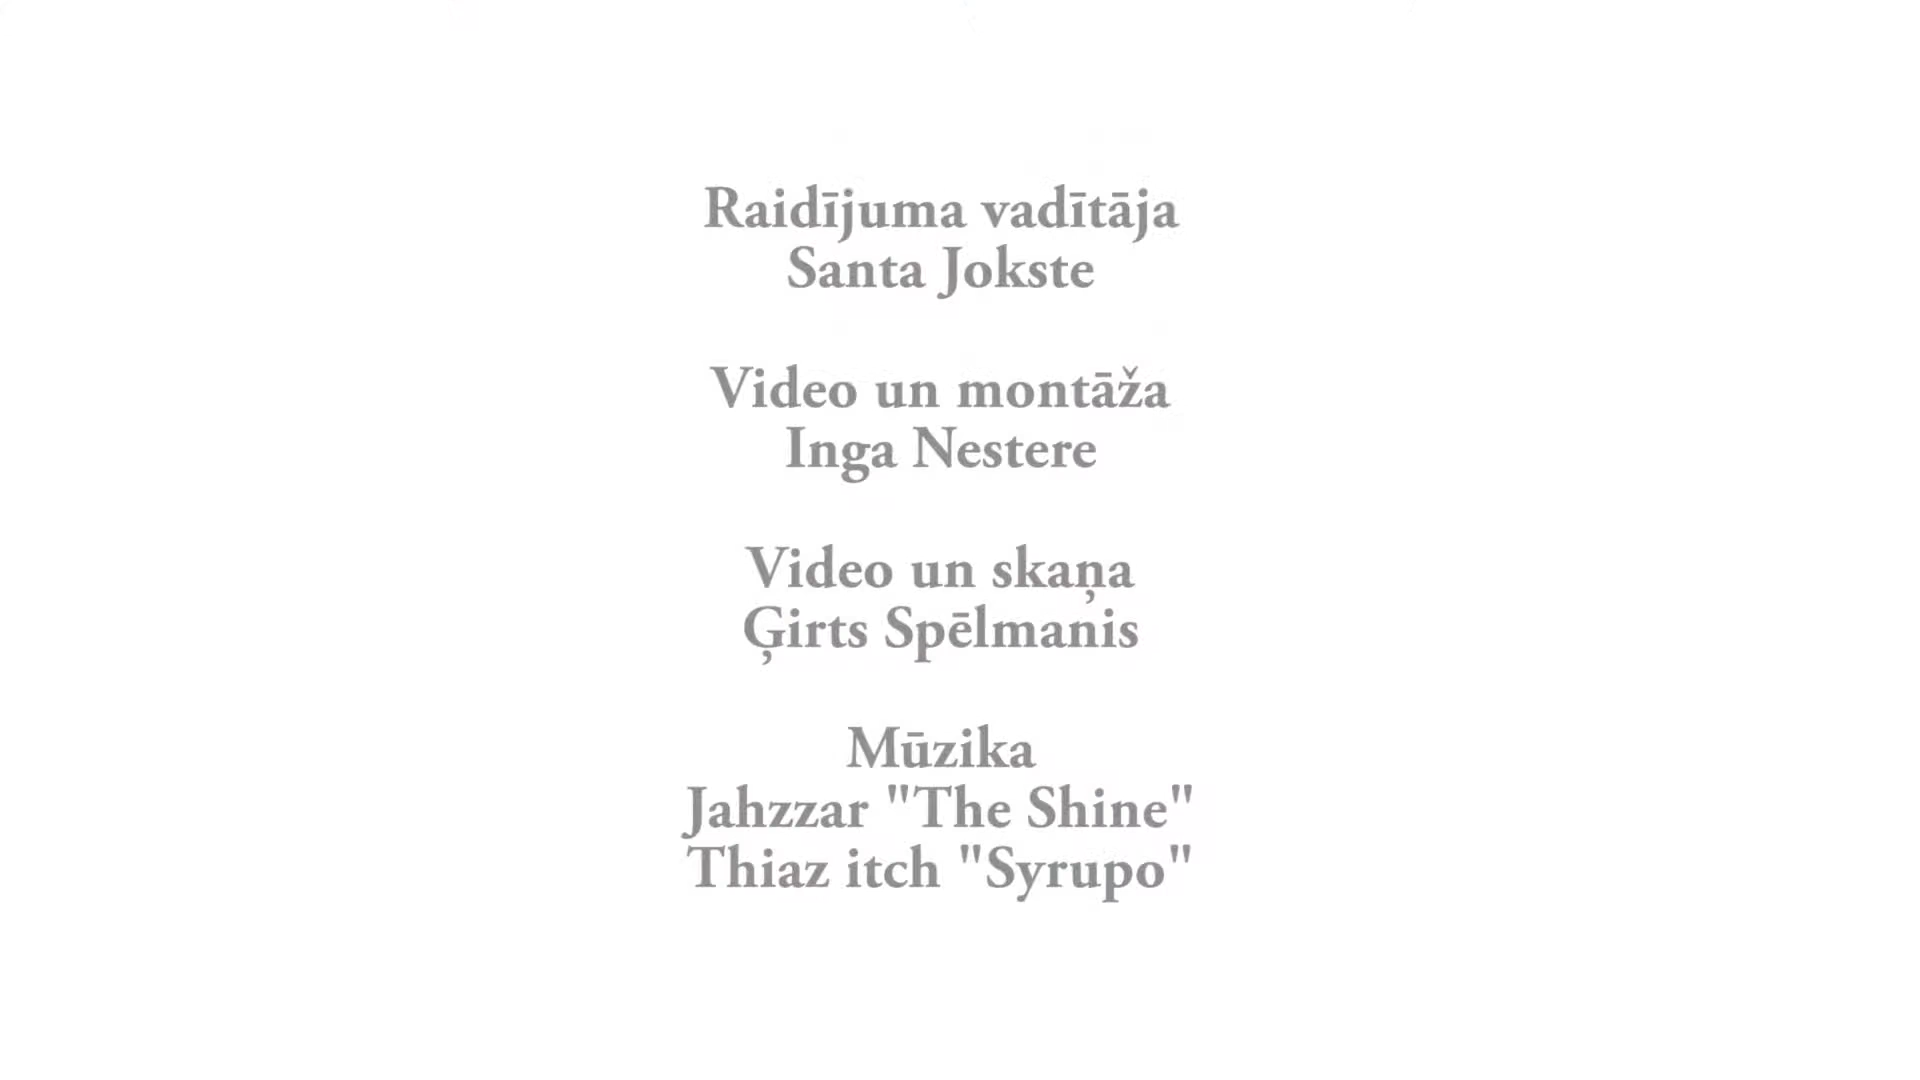 Raidījuma vadītāja
Santa Jokste
Video un montāža
Inga Nestere
Video un skaņa
Ģirts Spēlmanis
Mūzika
Jahzzar "The Shine"
Thiaz itch "Syrupo"